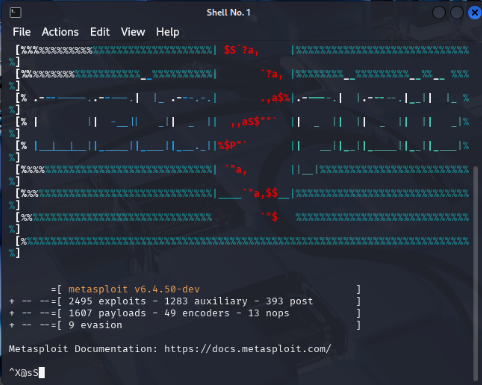 Shell No. 1
File Actions Edit View Help
=[ metasploit v6.4.50-dev ]
+ -- --=[ 2495 exploits - 1283 auxiliary - 393 post ]
+ -- --=[ 1607 payloads - 49 encoders - 13 nops ]
+ -- --=[ 9 evasion ]
Metasploit Documentation: https://docs.metasploit.com/
^X@sS